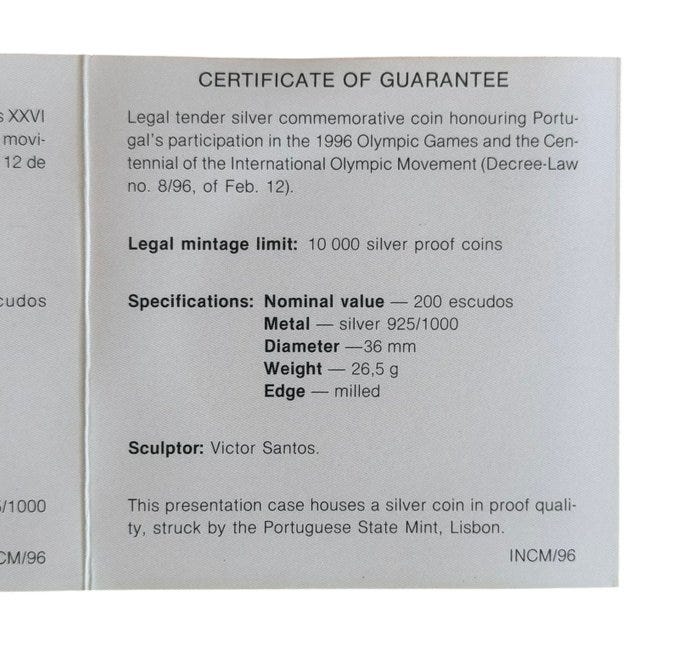 s XXVI
movi-
12 de
cudos
5/1000
CM/96
CERTIFICATE OF GUARANTEE
Legal tender silver commemorative coin honouring Portu-
gal's participation in the 1996 Olympic Games and the Cen-
tennial of the International Olympic Movement (Decree-Law
no. 8/96, of Feb. 12).
Legal mintage limit: 10 000 silver proof coins
Specifications: Nominal value — 200 escudos
Metal — silver 925/1000
Diameter —36 mm
Weight — 26,5 g
Edge — milled
Sculptor: Victor Santos.
This presentation case houses a silver coin in proof quali-
ty, struck by the Portuguese State Mint, Lisbon.
INCM/96